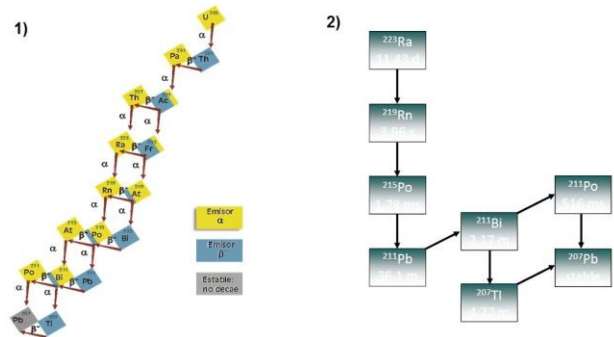 1)
U
α
Pa
β⁻
Th
α
Th
β⁻
Ac
α
α
Ra
β⁻
Fr
α
α
Rn
β⁻
At
α
α
At
β⁻
Po
β⁻
Bi
α
α
Po
β⁻
Bi
β⁻
Pb
α
α
Pb
β⁻
Tl
Emisor
α
Emisor
β⁻
Estable:
no decae
2)
²²³Ra
11.43 d
²¹⁹Rn
3.96 s
²¹⁵Po
1.78 ms
²¹¹Pb
36.1 m
²¹¹Bi
2.17 m
²¹¹Po
516 ms
²⁰⁷Tl
4.77 m
²⁰⁷Pb
stable